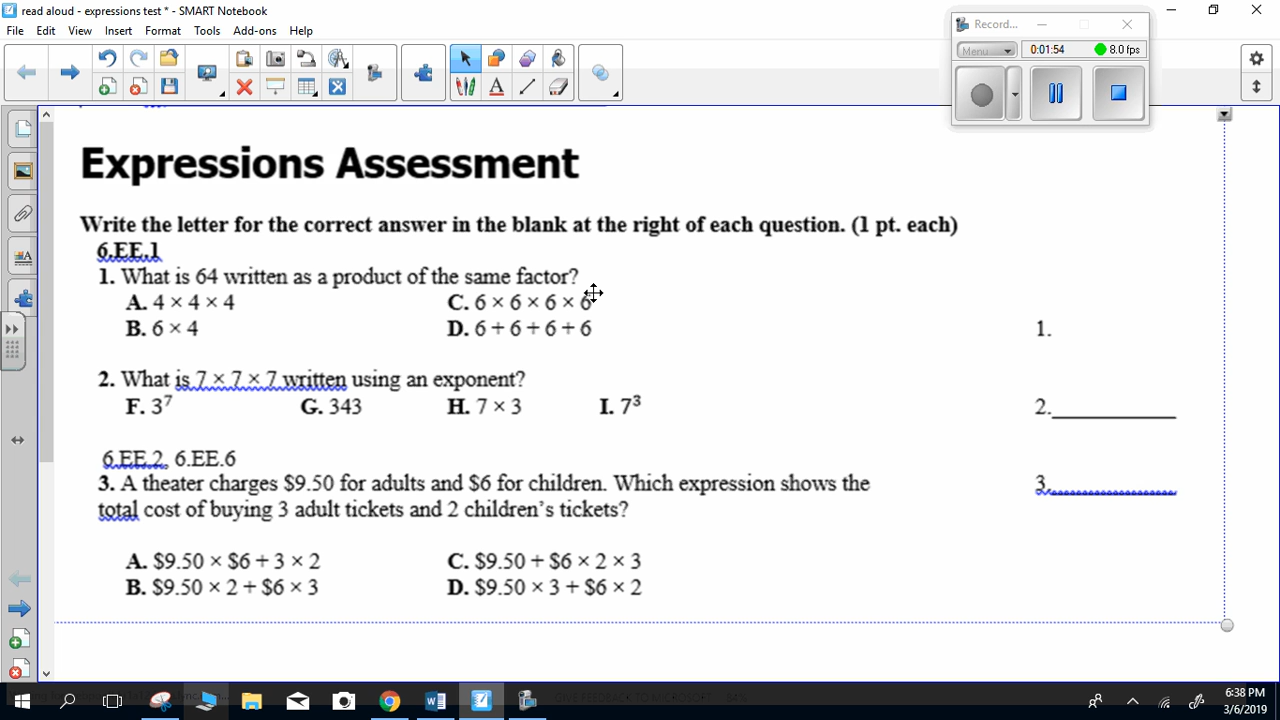 read aloud - expressions test * - SMART Notebook
File Edit View Insert Format Tools Add-ons Help
Record...
Menu 0:01:54 8.0 fps
Expressions Assessment
Write the letter for the correct answer in the blank at the right of each question. (1 pt. each)
6.EE.1
1. What is 64 written as a product of the same factor?
A. 4 × 4 × 4 C. 6 × 6 × 6 × 6
B. 6 × 4 D. 6 + 6 + 6 + 6 1.
2. What is 7 × 7 × 7 written using an exponent?
F. 3⁷ G. 343 H. 7 × 3 I. 7³ 2.____________
6.EE.2, 6.EE.6
3. A theater charges $9.50 for adults and $6 for children. Which expression shows the 3.____________
total cost of buying 3 adult tickets and 2 children's tickets?
A. $9.50 × $6 + 3 × 2 C. $9.50 + $6 × 2 × 3
B. $9.50 × 2 + $6 × 3 D. $9.50 × 3 + $6 × 2
GIVE FEEDBACK TO MICROSOFT 84%
6:38 PM
3/6/2019